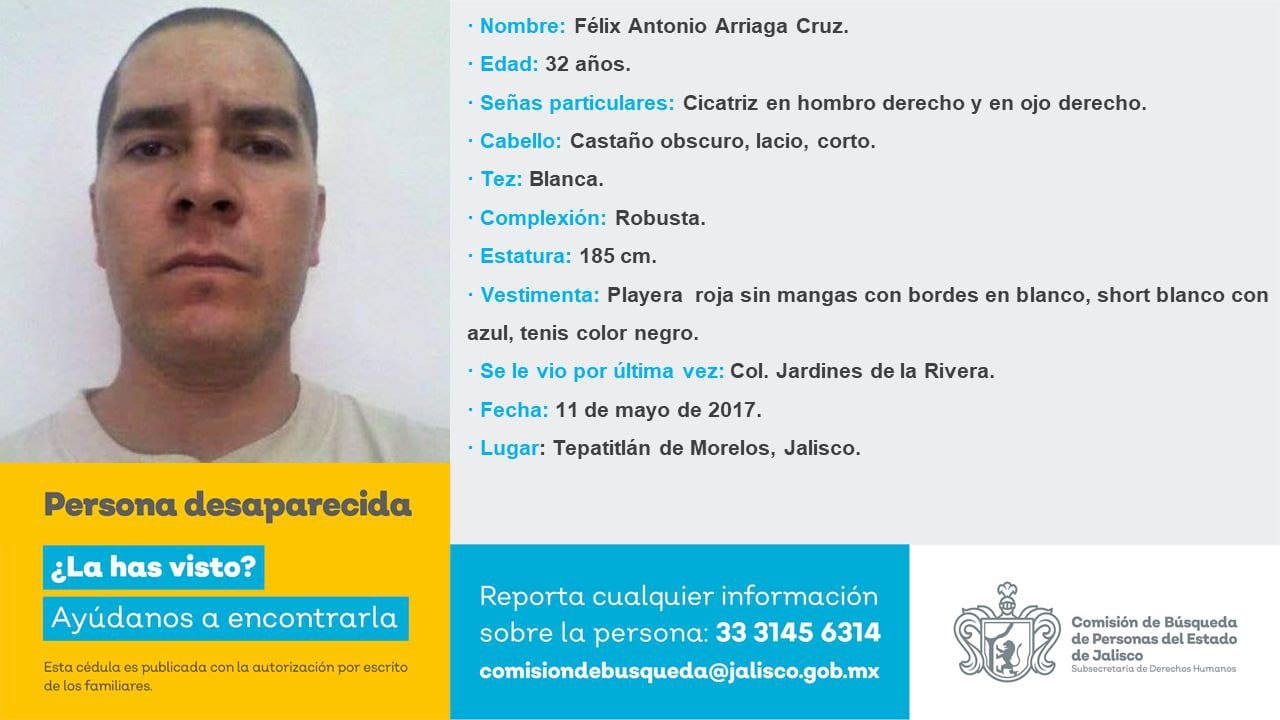 · Nombre: Félix Antonio Arriaga Cruz.
· Edad: 32 años.
· Señas particulares: Cicatriz en hombro derecho y en ojo derecho.
· Cabello: Castaño obscuro, lacio, corto.
· Tez: Blanca.
· Complexión: Robusta.
· Estatura: 185 cm.
· Vestimenta: Playera roja sin mangas con bordes en blanco, short blanco con
azul, tenis color negro.
· Se le vio por última vez: Col. Jardines de la Rivera.
· Fecha: 11 de mayo de 2017.
· Lugar: Tepatitlán de Morelos, Jalisco.
Persona desaparecida
¿La has visto?
Ayúdanos a encontrarla
Esta cédula es publicada con la autorización por escrito
de los familiares.
Reporta cualquier información
sobre la persona: 33 3145 6314
comisiondebusqueda@jalisco.gob.mx
Comisión de Búsqueda
de Personas del Estado
de Jalisco
Subsecretaría de Derechos Humanos